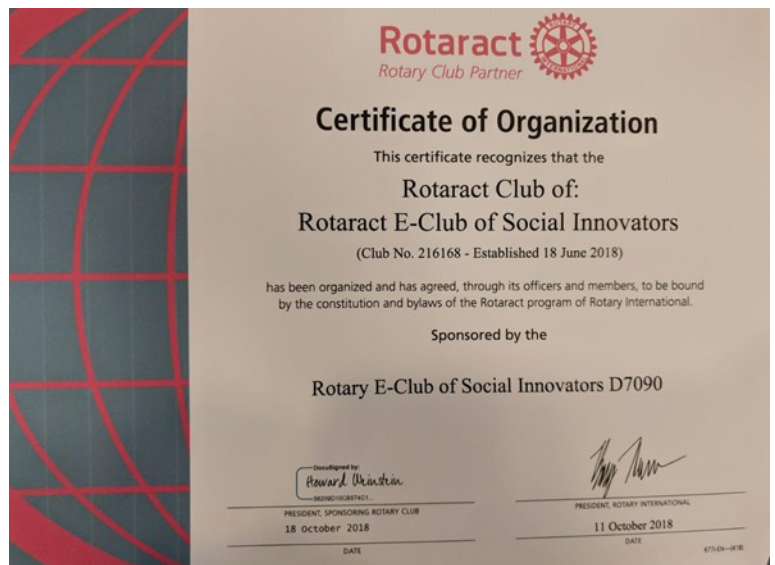 Rotaract
Rotary Club Partner
ROTARY
INTERNATIONAL
Certificate of Organization
This certificate recognizes that the
Rotaract Club of:
Rotaract E-Club of Social Innovators
(Club No. 216168 - Established 18 June 2018)
has been organized and has agreed, through its officers and members, to be bound
by the constitution and bylaws of the Rotaract program of Rotary International.
Sponsored by the
Rotary E-Club of Social Innovators D7090
DocuSigned by:
Howard Weinstein
PRESIDENT, SPONSORING ROTARY CLUB
18 October 2018
DATE
PRESIDENT, ROTARY INTERNATIONAL
11 October 2018
DATE